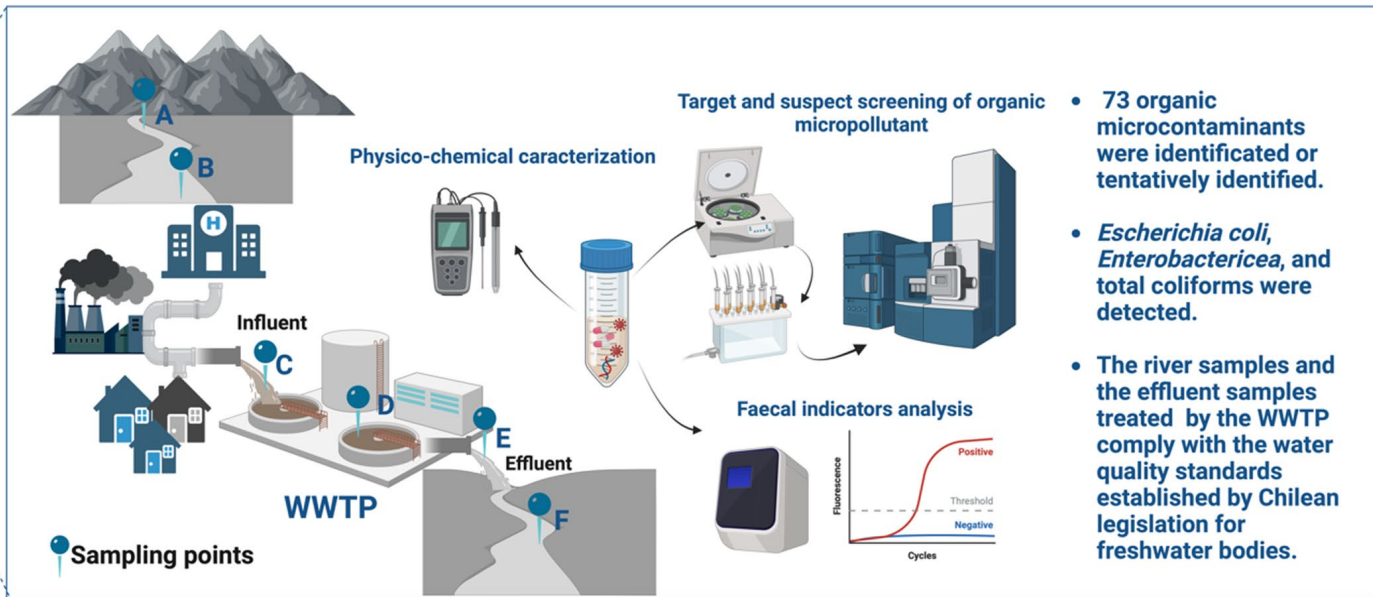 A
B
H
Influent
C
D
E
Effluent
WWTP
F
Sampling points
Physico-chemical caracterization
Target and suspect screening of organic
micropollutant
Faecal indicators analysis
Fluorescence
Positive
Threshold
Negative
Cycles
• 73 organic
microcontaminants
were identificated or
tentatively identified.
• Escherichia coli,
Enterobactericea, and
total coliforms were
detected.
• The river samples and
the effluent samples
treated by the WWTP
comply with the water
quality standards
established by Chilean
legislation for
freshwater bodies.